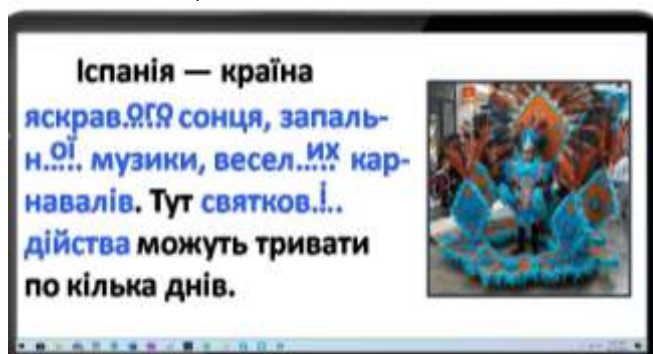 Іспанія — країна
яскрав.ого сонця, запаль-
н.ої. музики, весел.их кар-
навалів. Тут святков.і..
дійства можуть тривати
по кілька днів.